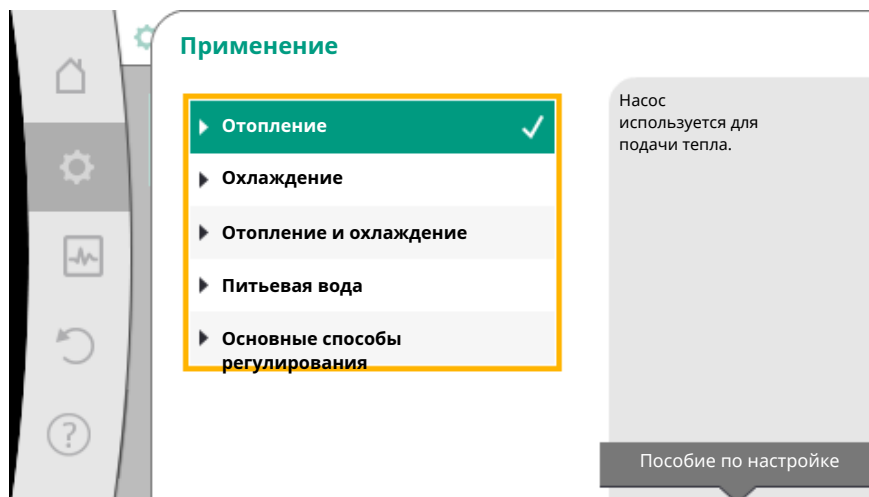 Применение
Отопление
Охлаждение
Отопление и охлаждение
Питьевая вода
Основные способы
регулирования
Насос
используется для
подачи тепла.
Пособие по настройке
?